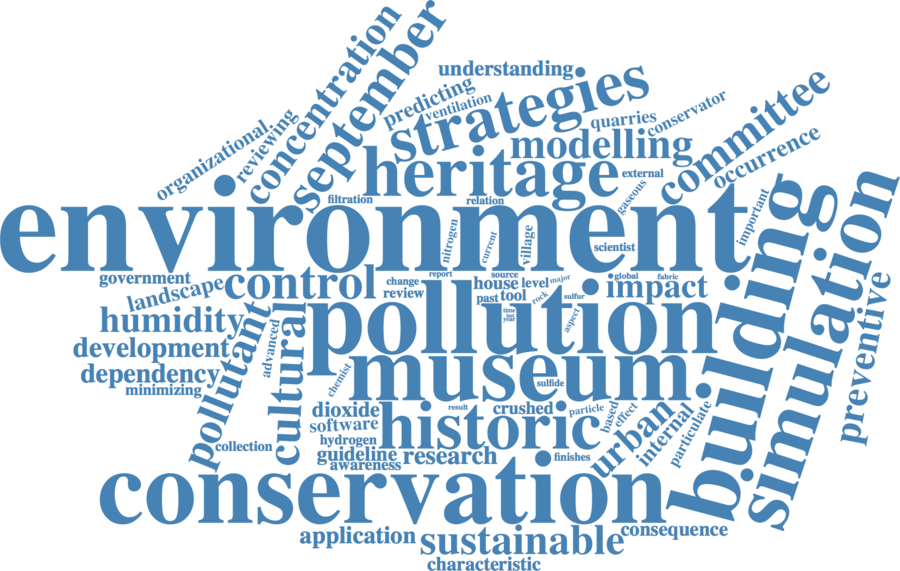 understanding
concentration
september
predicting
ventilation
strategies
quarries
conservator
committee
organizational
reviewing
modelling
occurrence
heritage
external
gaseous
filtration
relation
important
environment
nitrogen
current
village
scientist
building
simulation
preventive
government
control
change
report
source
major
global
fabric
landscape
review
house
level
impact
past
tool
rock
sulfur
humidity
pollutant
cultural
advanced
pollution
time
last
year
aspect
development
dependency
minimizing
chemist
museum
sulfide
dioxide
result
crushed
particle
based
effect
urban
internal
particulate
software
hydrogen
historic
collection
guideline
research
finishes
awareness
conservation
application
sustainable
consequence
characteristic